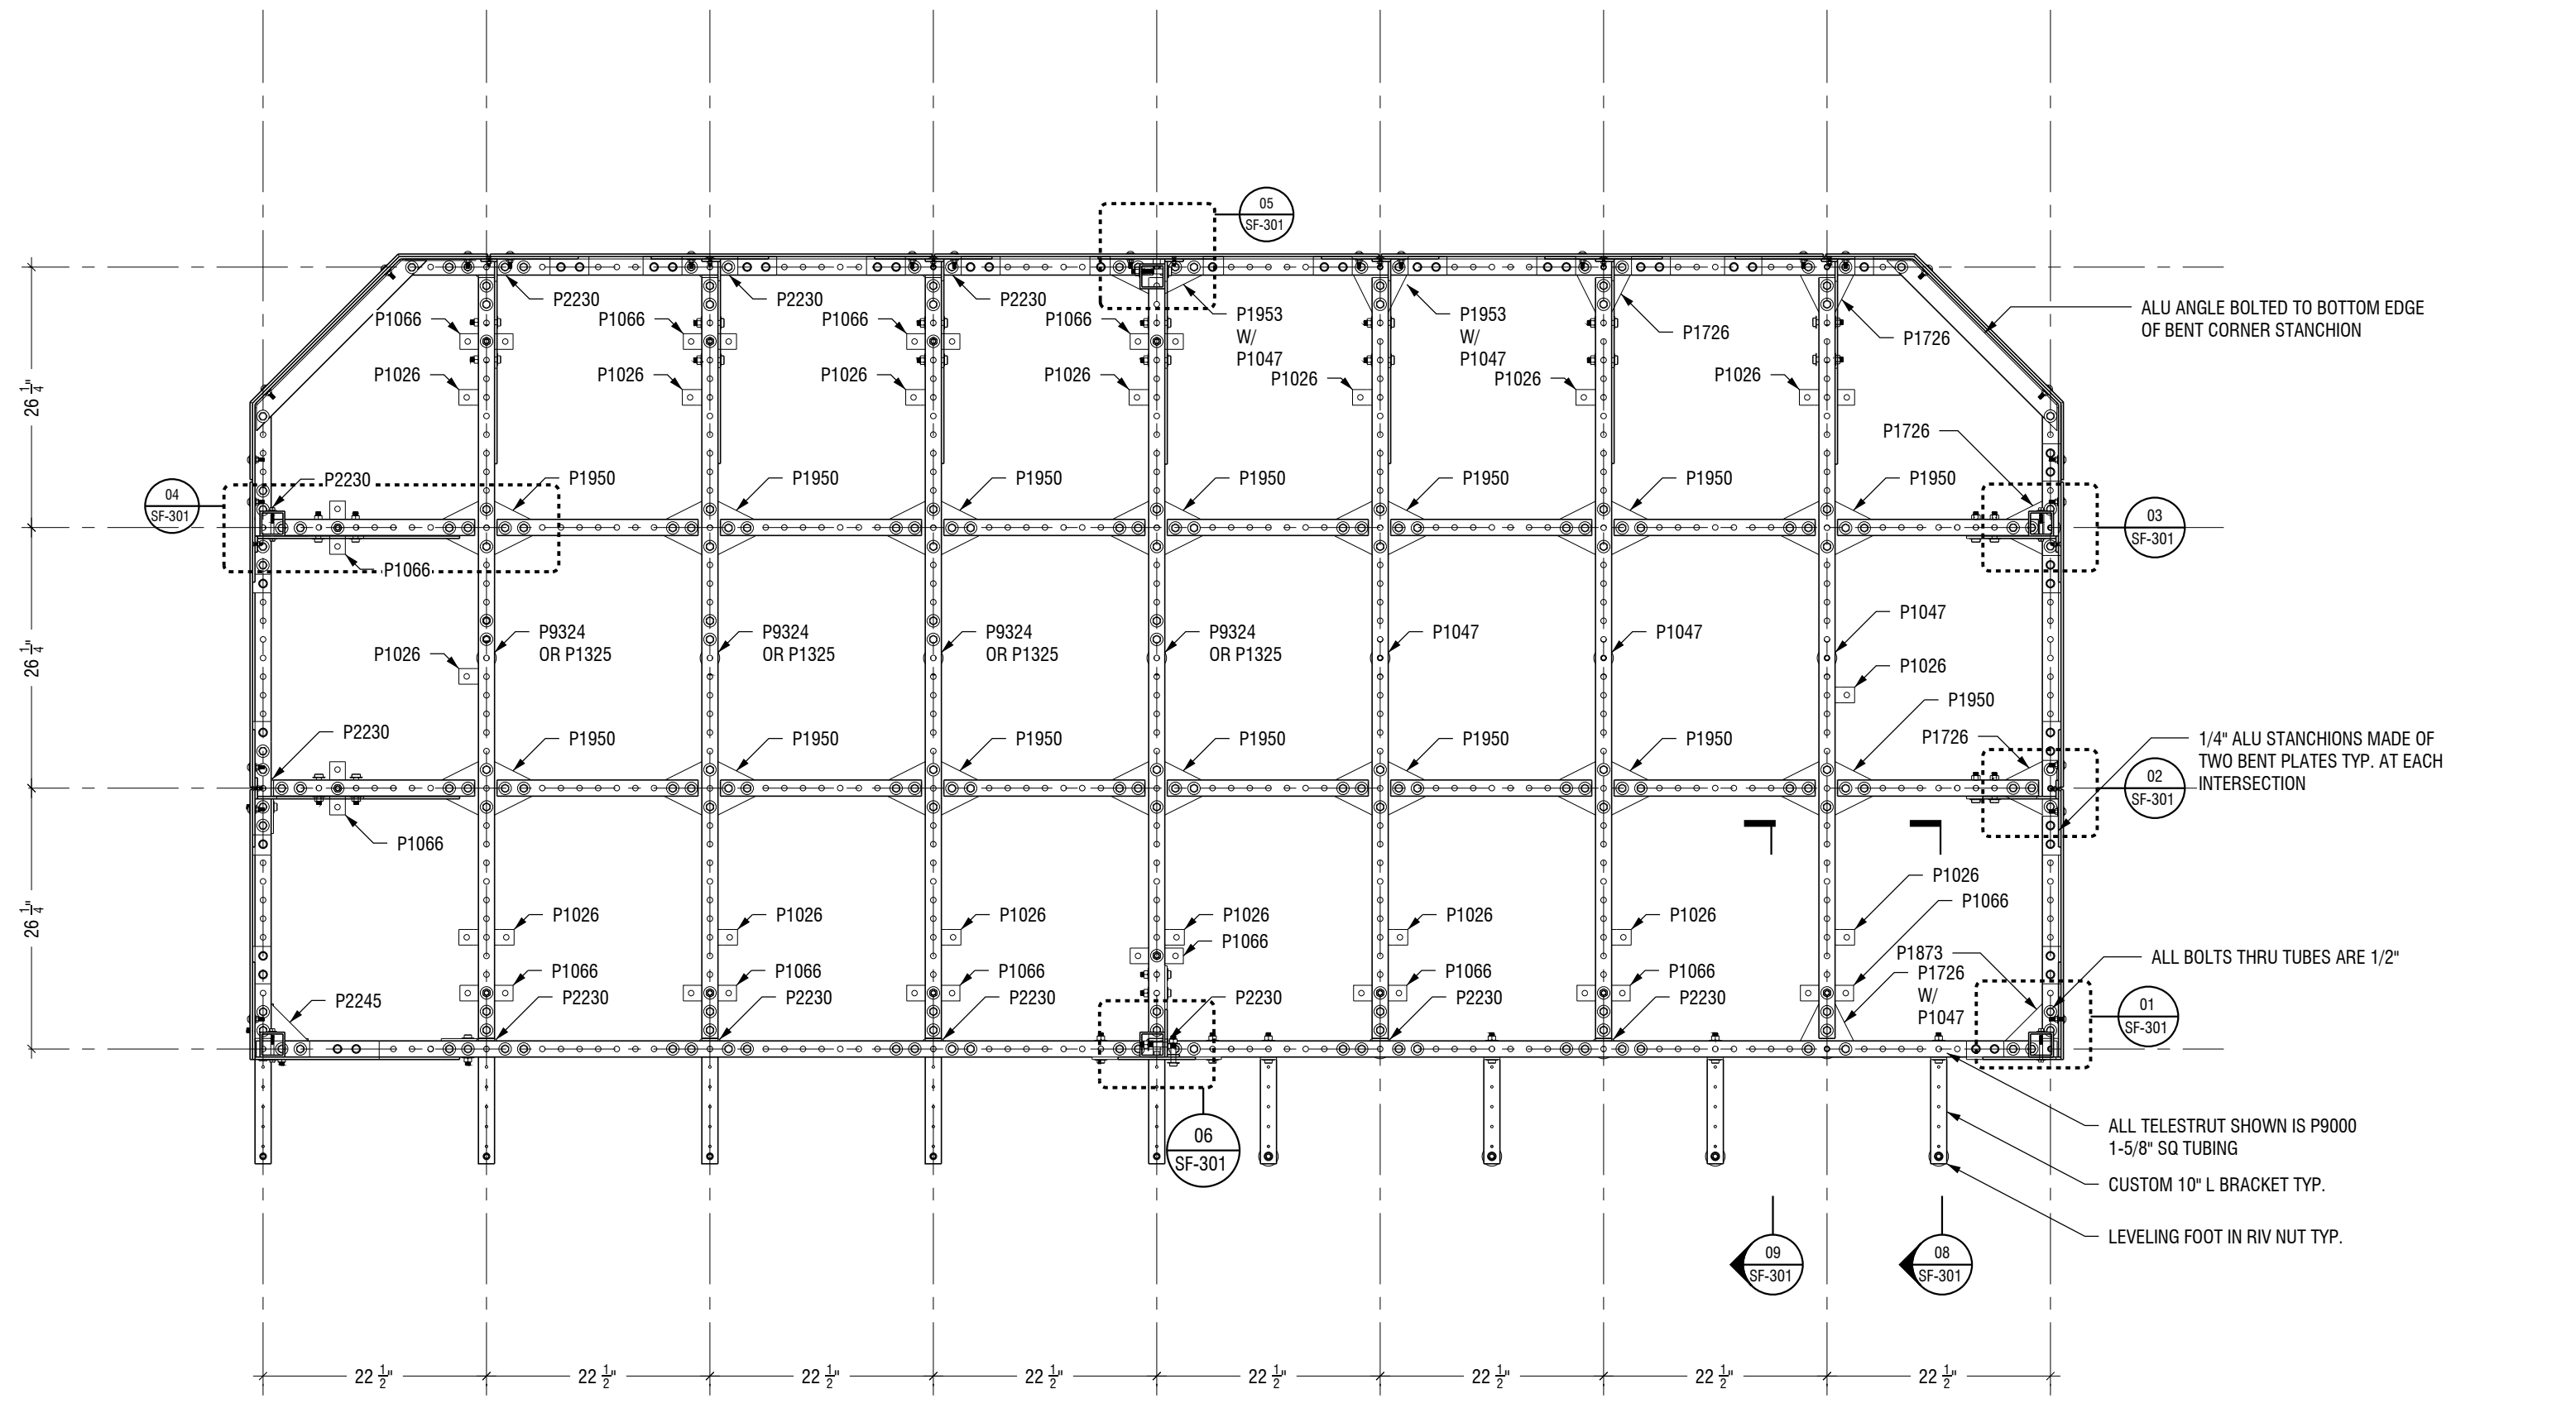 05
SF-301
P2230
P2230
P2230
P1066
P1066
P1066
P1066
P1953
W/
P1047
P1953
W/
P1047
P1726
P1726
ALU ANGLE BOLTED TO BOTTOM EDGE
OF BENT CORNER STANCHION
26 1/4"
P1026
P1026
P1026
P1026
P1026
P1026
P1026
P1726
04
SF-301
P2230
P1950
P1950
P1950
P1950
P1950
P1950
P1950
03
SF-301
P1066
26 1/4"
P1026
P9324
OR P1325
P9324
OR P1325
P9324
OR P1325
P9324
OR P1325
P1047
P1047
P1047
P1026
P1950
P2230
P1950
P1950
P1950
P1950
P1950
P1950
P1726
02
SF-301
1/4" ALU STANCHIONS MADE OF
TWO BENT PLATES TYP. AT EACH
INTERSECTION
P1066
26 1/4"
P1026
P1026
P1026
P1026
P1026
P1026
P1026
P1066
P1066
P1066
P1066
P1066
P1066
P1066
P1873
P1726
W/
P1047
ALL BOLTS THRU TUBES ARE 1/2"
P2245
P2230
P2230
P2230
P2230
P2230
P2230
01
SF-301
06
SF-301
ALL TELESTRUT SHOWN IS P9000
1-5/8" SQ TUBING
CUSTOM 10" L BRACKET TYP.
LEVELING FOOT IN RIV NUT TYP.
09
SF-301
08
SF-301
22 1/2"
22 1/2"
22 1/2"
22 1/2"
22 1/2"
22 1/2"
22 1/2"
22 1/2"